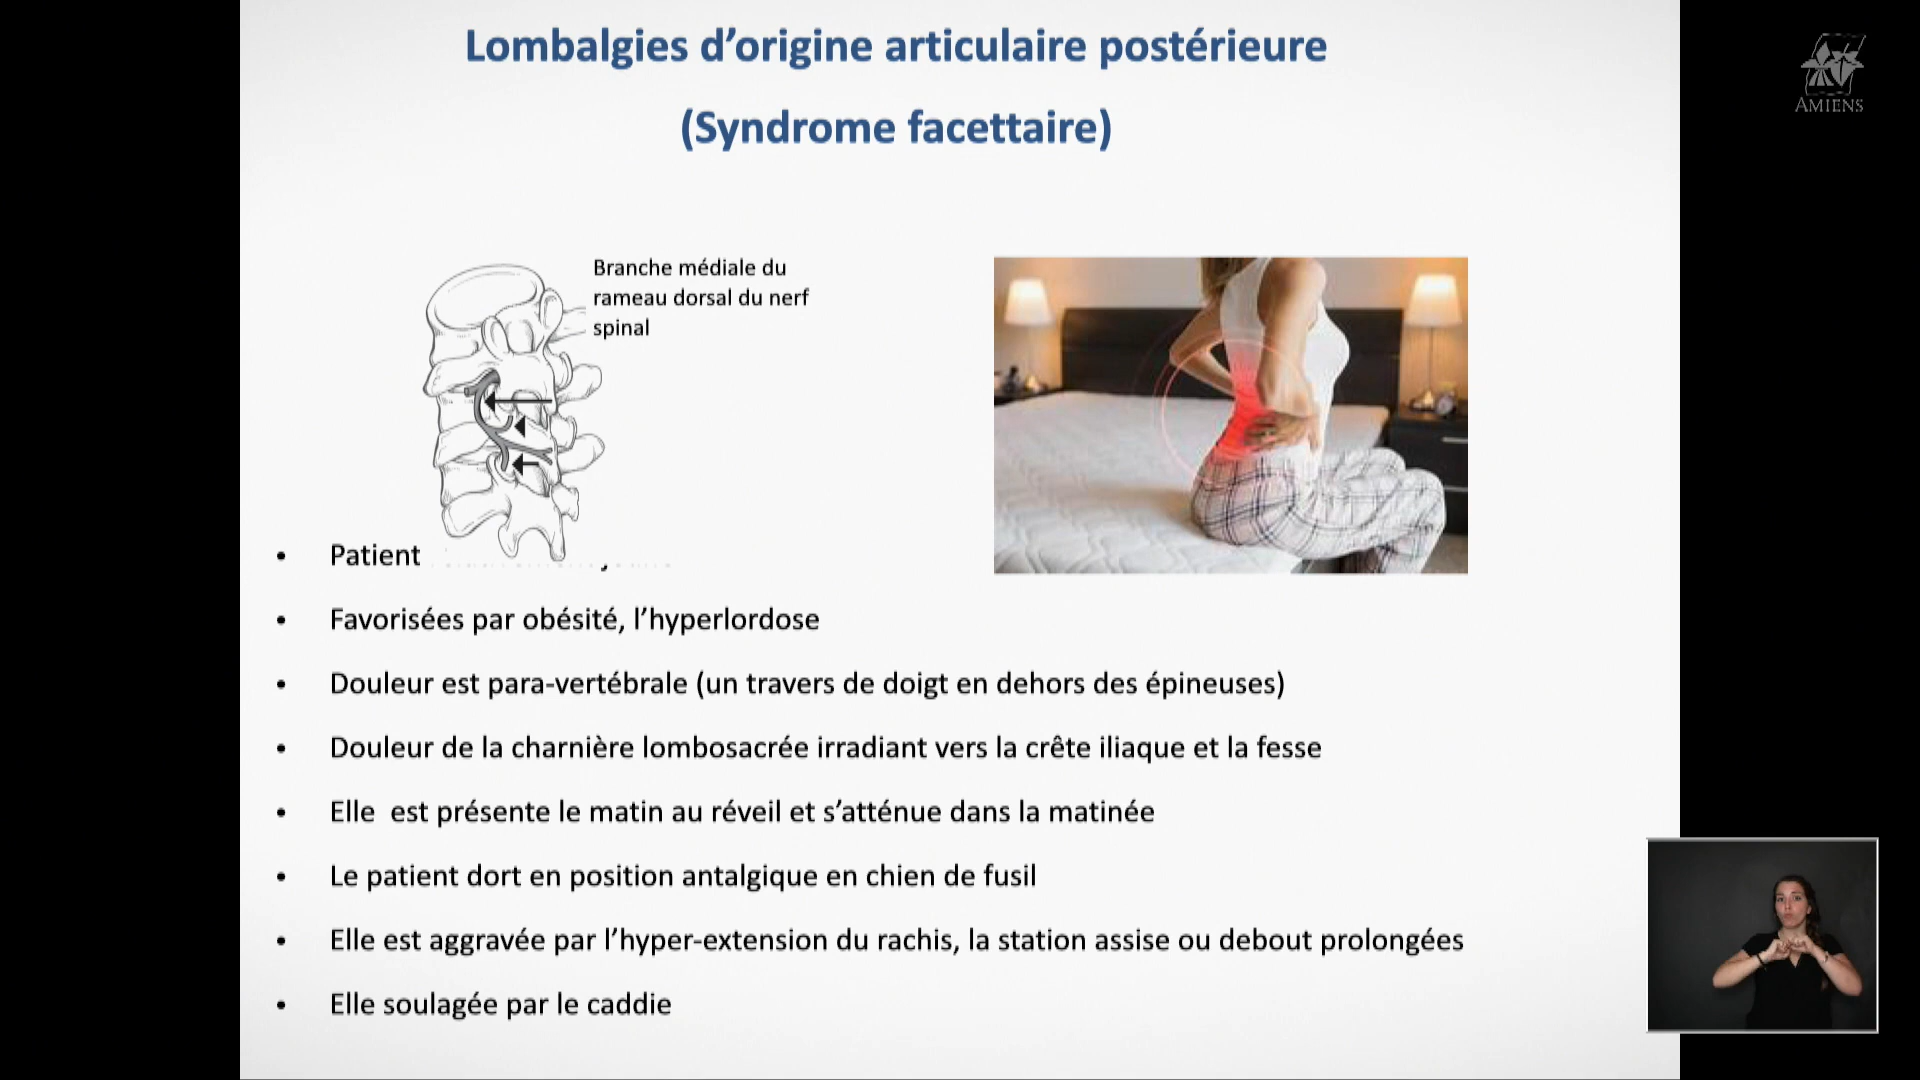 Lombalgies d’origine articulaire postérieure
(Syndrome facettaire)
AMIENS
Branche médiale du
rameau dorsal du nerf
spinal
• Patient
• Favorisées par obésité, l’hyperlordose
• Douleur est para-vertébrale (un travers de doigt en dehors des épineuses)
• Douleur de la charnière lombosacrée irradiant vers la crête iliaque et la fesse
• Elle  est présente le matin au réveil et s’atténue dans la matinée
• Le patient dort en position antalgique en chien de fusil
• Elle est aggravée par l’hyper-extension du rachis, la station assise ou debout prolongées
• Elle soulagée par le caddie